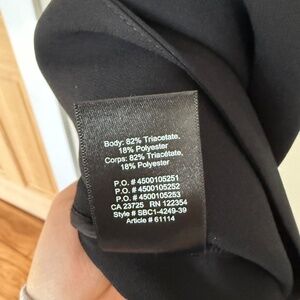 Body: 82% Triacetate,
18% Polyester
Corps: 82% Triacétate,
18% Polyester
P.O. # 4500105251
P.O. # 4500105252
P.O. # 4500105253
CA 23725 RN 122354
Style # SBC1-4249-39
Article # 61114